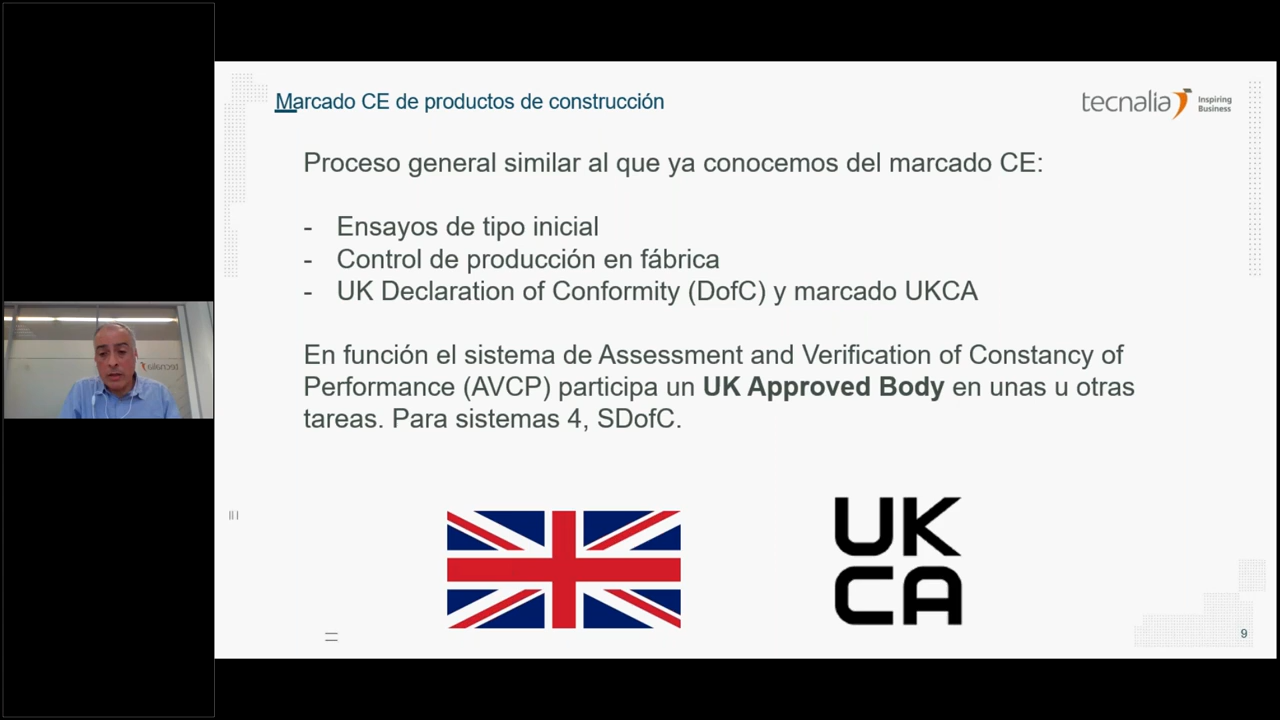 Marcado CE de productos de construcción
tecnalia Inspiring Business
Proceso general similar al que ya conocemos del marcado CE:
- Ensayos de tipo inicial
- Control de producción en fábrica
- UK Declaration of Conformity (DofC) y marcado UKCA
En función el sistema de Assessment and Verification of Constancy of
Performance (AVCP) participa un UK Approved Body en unas u otras
tareas. Para sistemas 4, SDofC.
tecnalia
UK
CA
9